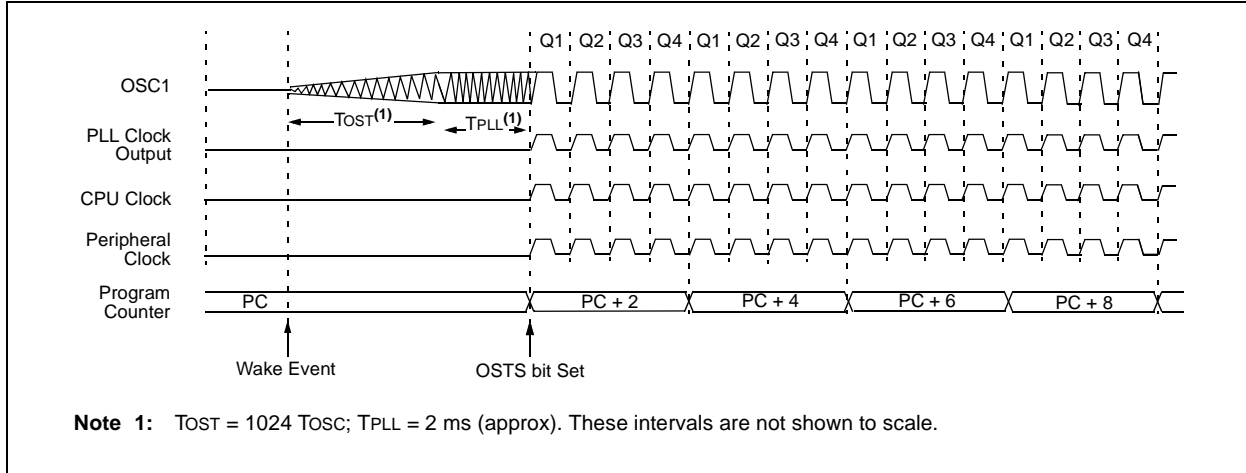 Q1 Q2 Q3 Q4 Q1 Q2 Q3 Q4 Q1 Q2 Q3 Q4 Q1 Q2 Q3 Q4
OSC1
TOST(1) TPLL(1)
PLL Clock
Output
CPU Clock
Peripheral
Clock
Program
Counter
PC PC + 2 PC + 4 PC + 6 PC + 8
Wake Event OSTS bit Set
Note 1: TOST = 1024 TOSC; TPLL = 2 ms (approx). These intervals are not shown to scale.